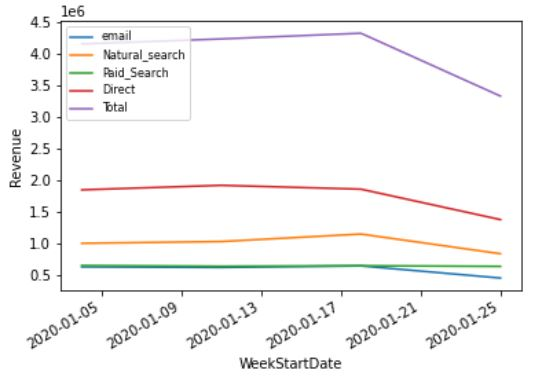 1e6
4.5
4.0
3.5
3.0
2.5
2.0
1.5
1.0
0.5
Revenue
email
Natural_search
Paid_Search
Direct
Total
2020-01-05
2020-01-09
2020-01-13
2020-01-17
2020-01-21
2020-01-25
WeekStartDate